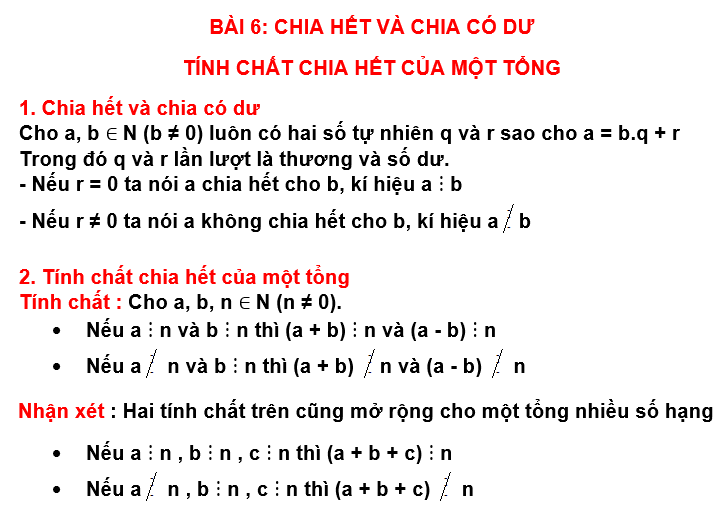 BÀI 6: CHIA HẾT VÀ CHIA CÓ DƯ
TÍNH CHẤT CHIA HẾT CỦA MỘT TỔNG
1. Chia hết và chia có dư
Cho a, b ∈ N (b ≠ 0) luôn có hai số tự nhiên q và r sao cho a = b.q + r
Trong đó q và r lần lượt là thương và số dư.
- Nếu r = 0 ta nói a chia hết cho b, kí hiệu a ⋮ b
- Nếu r ≠ 0 ta nói a không chia hết cho b, kí hiệu a ⋮̸ b
2. Tính chất chia hết của một tổng
Tính chất : Cho a, b, n ∈ N (n ≠ 0).
• Nếu a ⋮ n và b ⋮ n thì (a + b) ⋮ n và (a - b) ⋮ n
• Nếu a ⋮̸ n và b ⋮ n thì (a + b) ⋮̸ n và (a - b) ⋮̸ n
Nhận xét : Hai tính chất trên cũng mở rộng cho một tổng nhiều số hạng
• Nếu a ⋮ n , b ⋮ n , c ⋮ n thì (a + b + c) ⋮ n
• Nếu a ⋮̸ n , b ⋮ n , c ⋮ n thì (a + b + c) ⋮̸ n